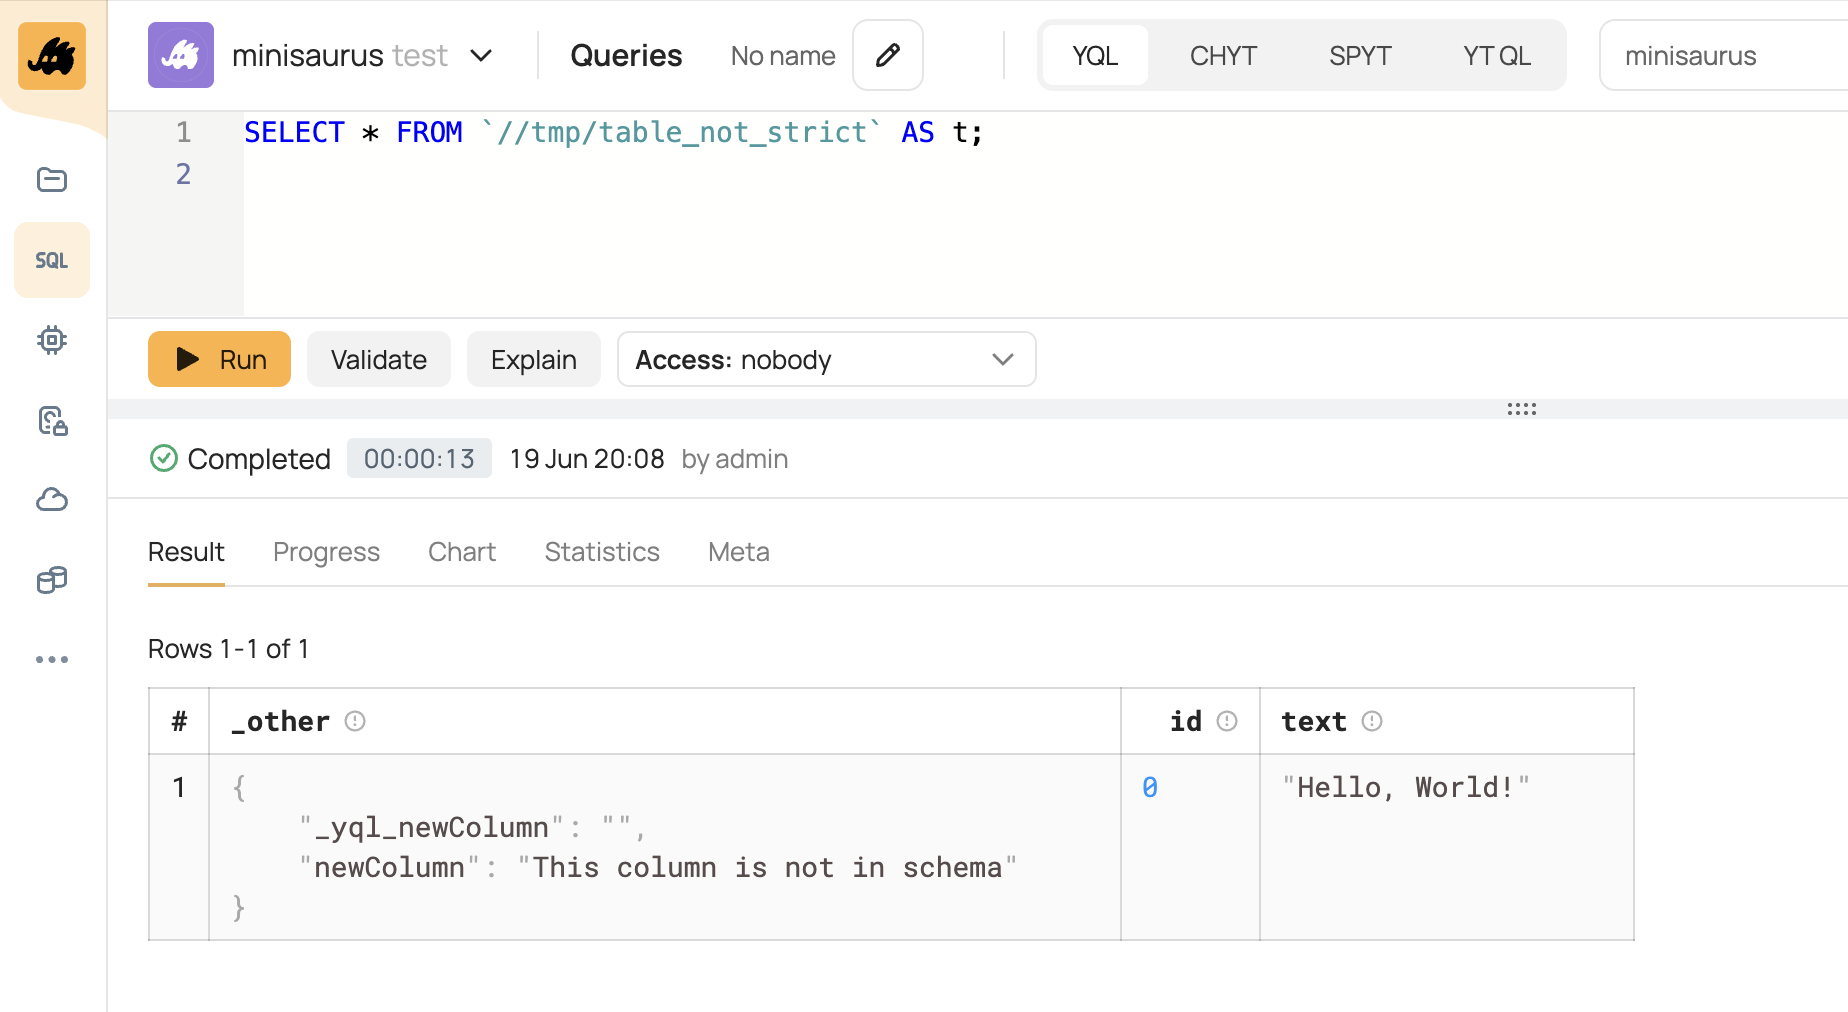 minisaurus test Queries No name YQL CHYT SPYT YT QL minisaurus
1 SELECT * FROM `//tmp/table_not_strict` AS t;
2
SQL
Run Validate Explain Access: nobody
Completed 00:00:13 19 Jun 20:08 by admin
Result Progress Chart Statistics Meta
Rows 1-1 of 1
# _other id text
1 { 0 "Hello, World!"
"_yql_newColumn": "",
"newColumn": "This column is not in schema"
}